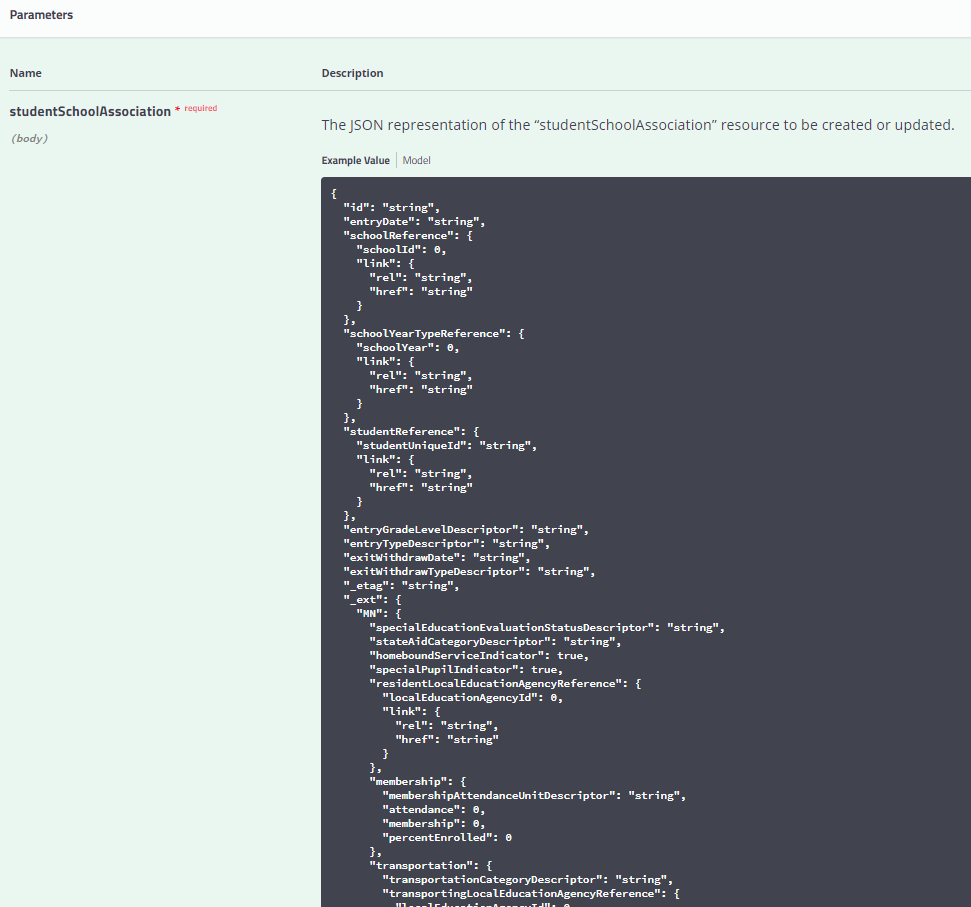 Parameters
Name Description
studentSchoolAssociation * required
(body)
The JSON representation of the “studentSchoolAssociation” resource to be created or updated.
Example Value Model
{
  "id": "string",
  "entryDate": "string",
  "schoolReference": {
    "schoolId": 0,
    "link": {
      "rel": "string",
      "href": "string"
    }
  },
  "schoolYearTypeReference": {
    "schoolYear": 0,
    "link": {
      "rel": "string",
      "href": "string"
    }
  },
  "studentReference": {
    "studentUniqueId": "string",
    "link": {
      "rel": "string",
      "href": "string"
    }
  },
  "entryGradeLevelDescriptor": "string",
  "entryTypeDescriptor": "string",
  "exitWithdrawDate": "string",
  "exitWithdrawTypeDescriptor": "string",
  "_etag": "string",
  "_ext": {
    "MN": {
      "specialEducationEvaluationStatusDescriptor": "string",
      "stateAidCategoryDescriptor": "string",
      "homeboundServiceIndicator": true,
      "specialPupilIndicator": true,
      "residentLocalEducationAgencyReference": {
        "localEducationAgencyId": 0,
        "link": {
          "rel": "string",
          "href": "string"
        }
      },
      "membership": {
        "membershipAttendanceUnitDescriptor": "string",
        "attendance": 0,
        "membership": 0,
        "percentEnrolled": 0
      },
      "transportation": {
        "transportationCategoryDescriptor": "string",
        "transportingLocalEducationAgencyReference": {
          "localEducationAgencyId": 0